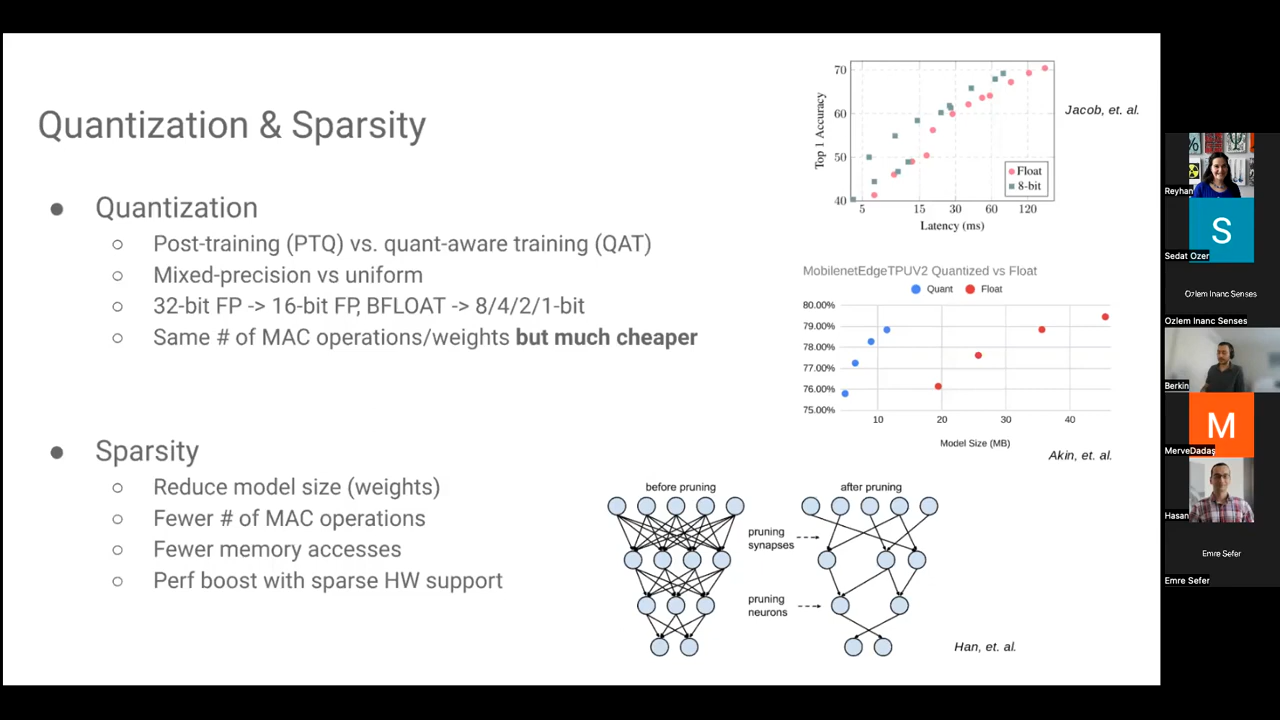 Quantization & Sparsity
● Quantization
○ Post-training (PTQ) vs. quant-aware training (QAT)
○ Mixed-precision vs uniform
○ 32-bit FP -> 16-bit FP, BFLOAT -> 8/4/2/1-bit
○ Same # of MAC operations/weights but much cheaper
● Sparsity
○ Reduce model size (weights)
○ Fewer # of MAC operations
○ Fewer memory accesses
○ Perf boost with sparse HW support
70
60
50
40
Top 1 Accuracy
Float
8-bit
5 15 30 60 120
Latency (ms)
Jacob, et. al.
MobilenetEdgeTPUV2 Quantized vs Float
Quant Float
80.00%
79.00%
78.00%
77.00%
76.00%
75.00%
10 20 30 40
Model Size (MB)
Akin, et. al.
before pruning
after pruning
pruning
synapses
pruning
neurons
Han, et. al.
Reyhan
S
Sedat Ozer
Ozlem Inanc Senses
Ozlem Inanc Senses
Berkin
M
MerveDadaş
Hasan
Emre Sefer
Emre Sefer